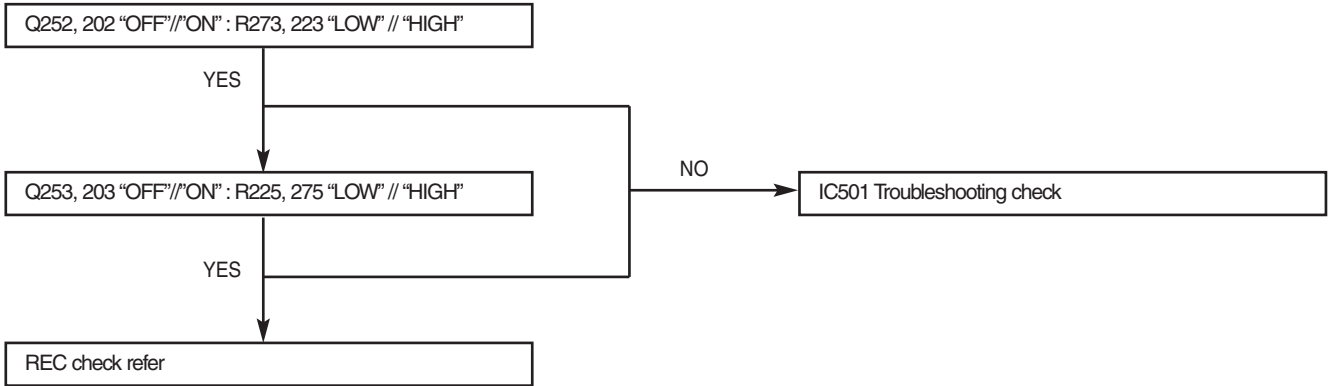 Q252, 202 “OFF”//”ON” : R273, 223 “LOW” // “HIGH”
YES
Q253, 203 “OFF”//”ON” : R225, 275 “LOW” // “HIGH”
NO
IC501 Troubleshooting check
YES
REC check refer